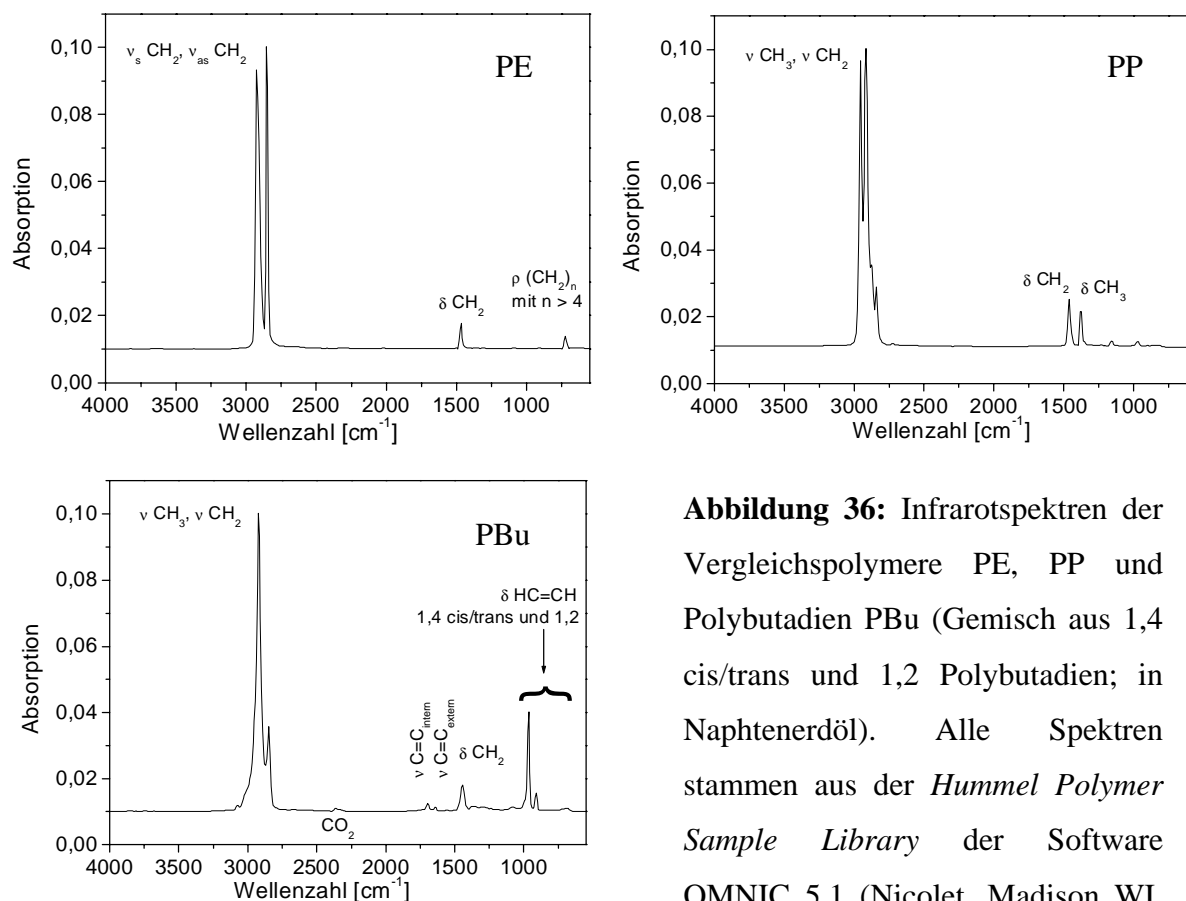 ν_s CH_2, ν_as CH_2
PE
0,10
0,08
0,06
0,04
0,02
0,00
Absorption
δ CH_2
ρ (CH_2)_n
mit n > 4
4000 3500 3000 2500 2000 1500 1000
Wellenzahl [cm^-1]
ν CH_3, ν CH_2
PP
0,10
0,08
0,06
0,04
0,02
0,00
Absorption
δ CH_2
δ CH_3
4000 3500 3000 2500 2000 1500 1000
Wellenzahl [cm^-1]
ν CH_3, ν CH_2
PBu
0,10
0,08
0,06
0,04
0,02
0,00
Absorption
δ HC=CH
1,4 cis/trans und 1,2
ν C=C_intern
ν C=C_extern
δ CH_2
CO_2
4000 3500 3000 2500 2000 1500 1000
Wellenzahl [cm^-1]
Abbildung 36: Infrarotspektren der
Vergleichspolymere PE, PP und
Polybutadien PBu (Gemisch aus 1,4
cis/trans und 1,2 Polybutadien; in
Naphtenerdöl). Alle Spektren
stammen aus der Hummel Polymer
Sample Library der Software
OMNIC 5.1 (Nicolet, Madison WI,